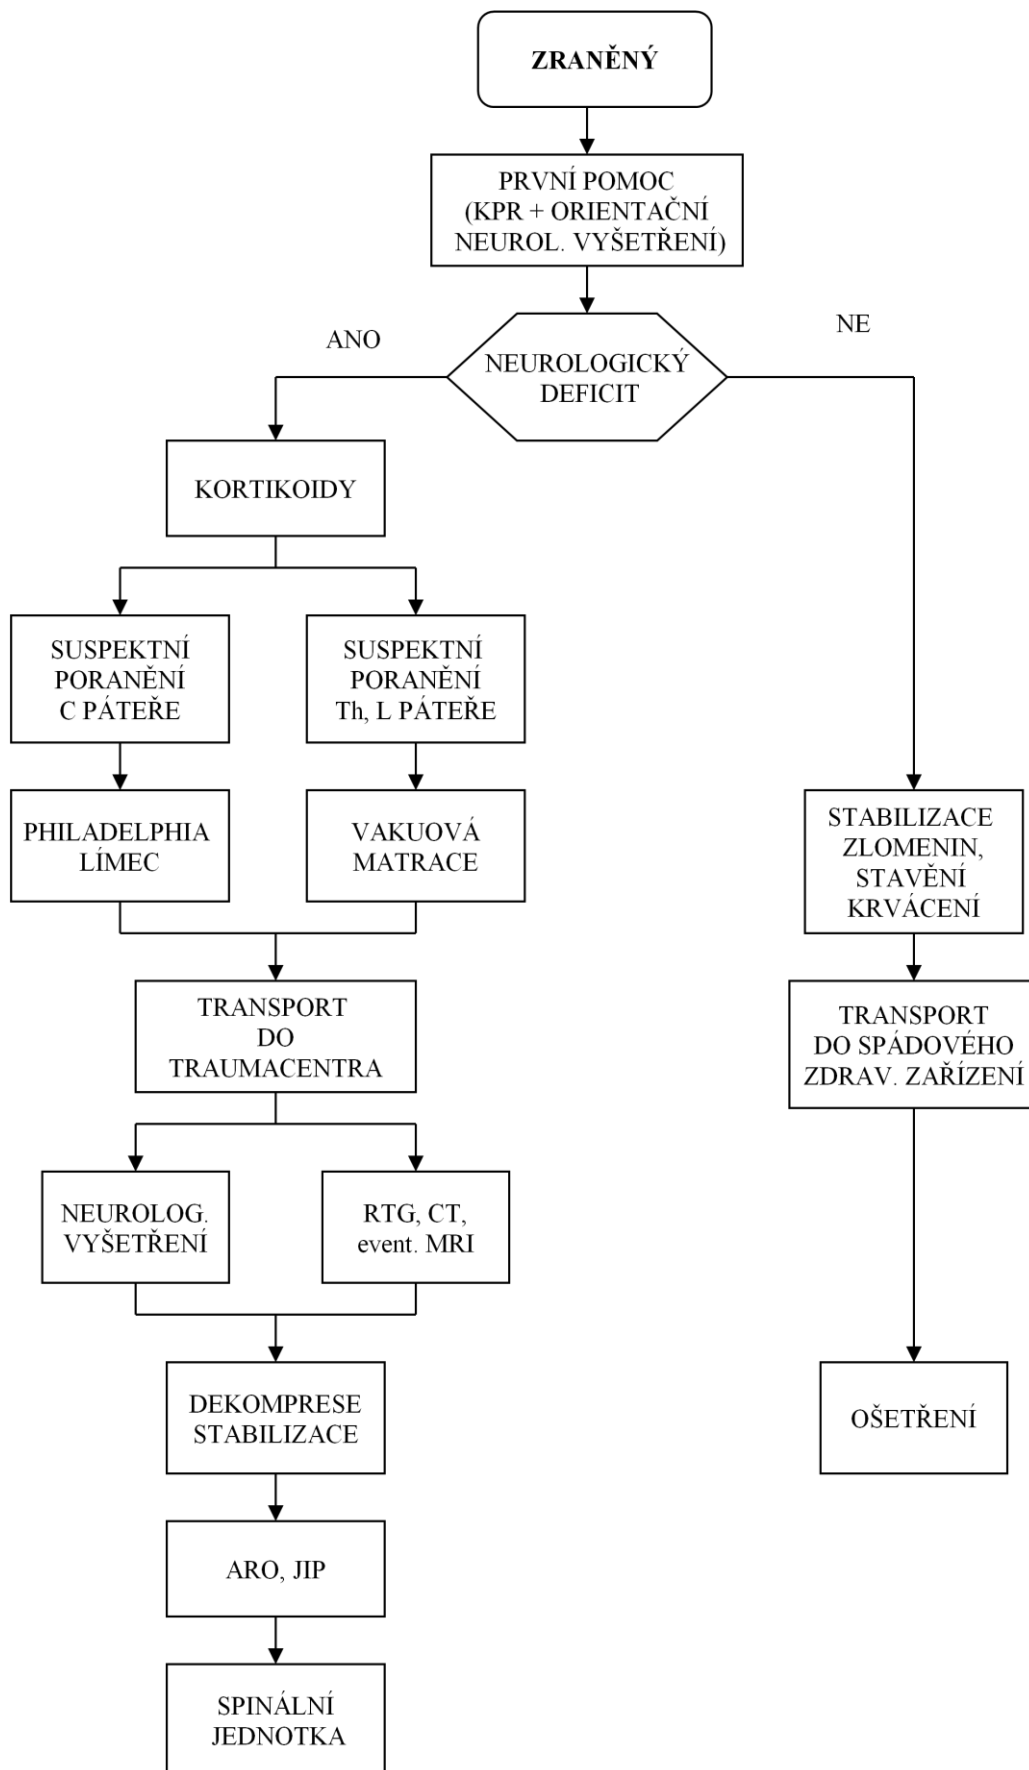 ZRANĚNÝ
PRVNÍ POMOC
(KPR + ORIENTAČNÍ
NEUROL. VYŠETŘENÍ)
ANO
NE
NEUROLOGICKÝ
DEFICIT
KORTIKOIDY
SUSPEKTNÍ
PORANĚNÍ
C PÁTEŘE
SUSPEKTNÍ
PORANĚNÍ
Th, L PÁTEŘE
PHILADELPHIA
LÍMEC
VAKUOVÁ
MATRACE
STABILIZACE
ZLOMENIN,
STAVĚNÍ
KRVÁCENÍ
TRANSPORT
DO
TRAUMACENTRA
TRANSPORT
DO SPÁDOVÉHO
ZDRAV. ZAŘÍZENÍ
NEUROLOG.
VYŠETŘENÍ
RTG, CT,
event. MRI
DEKOMPRESE
STABILIZACE
OŠETŘENÍ
ARO, JIP
SPINÁLNÍ
JEDNOTKA